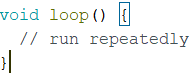 void loop() {
  // run repeatedly
}